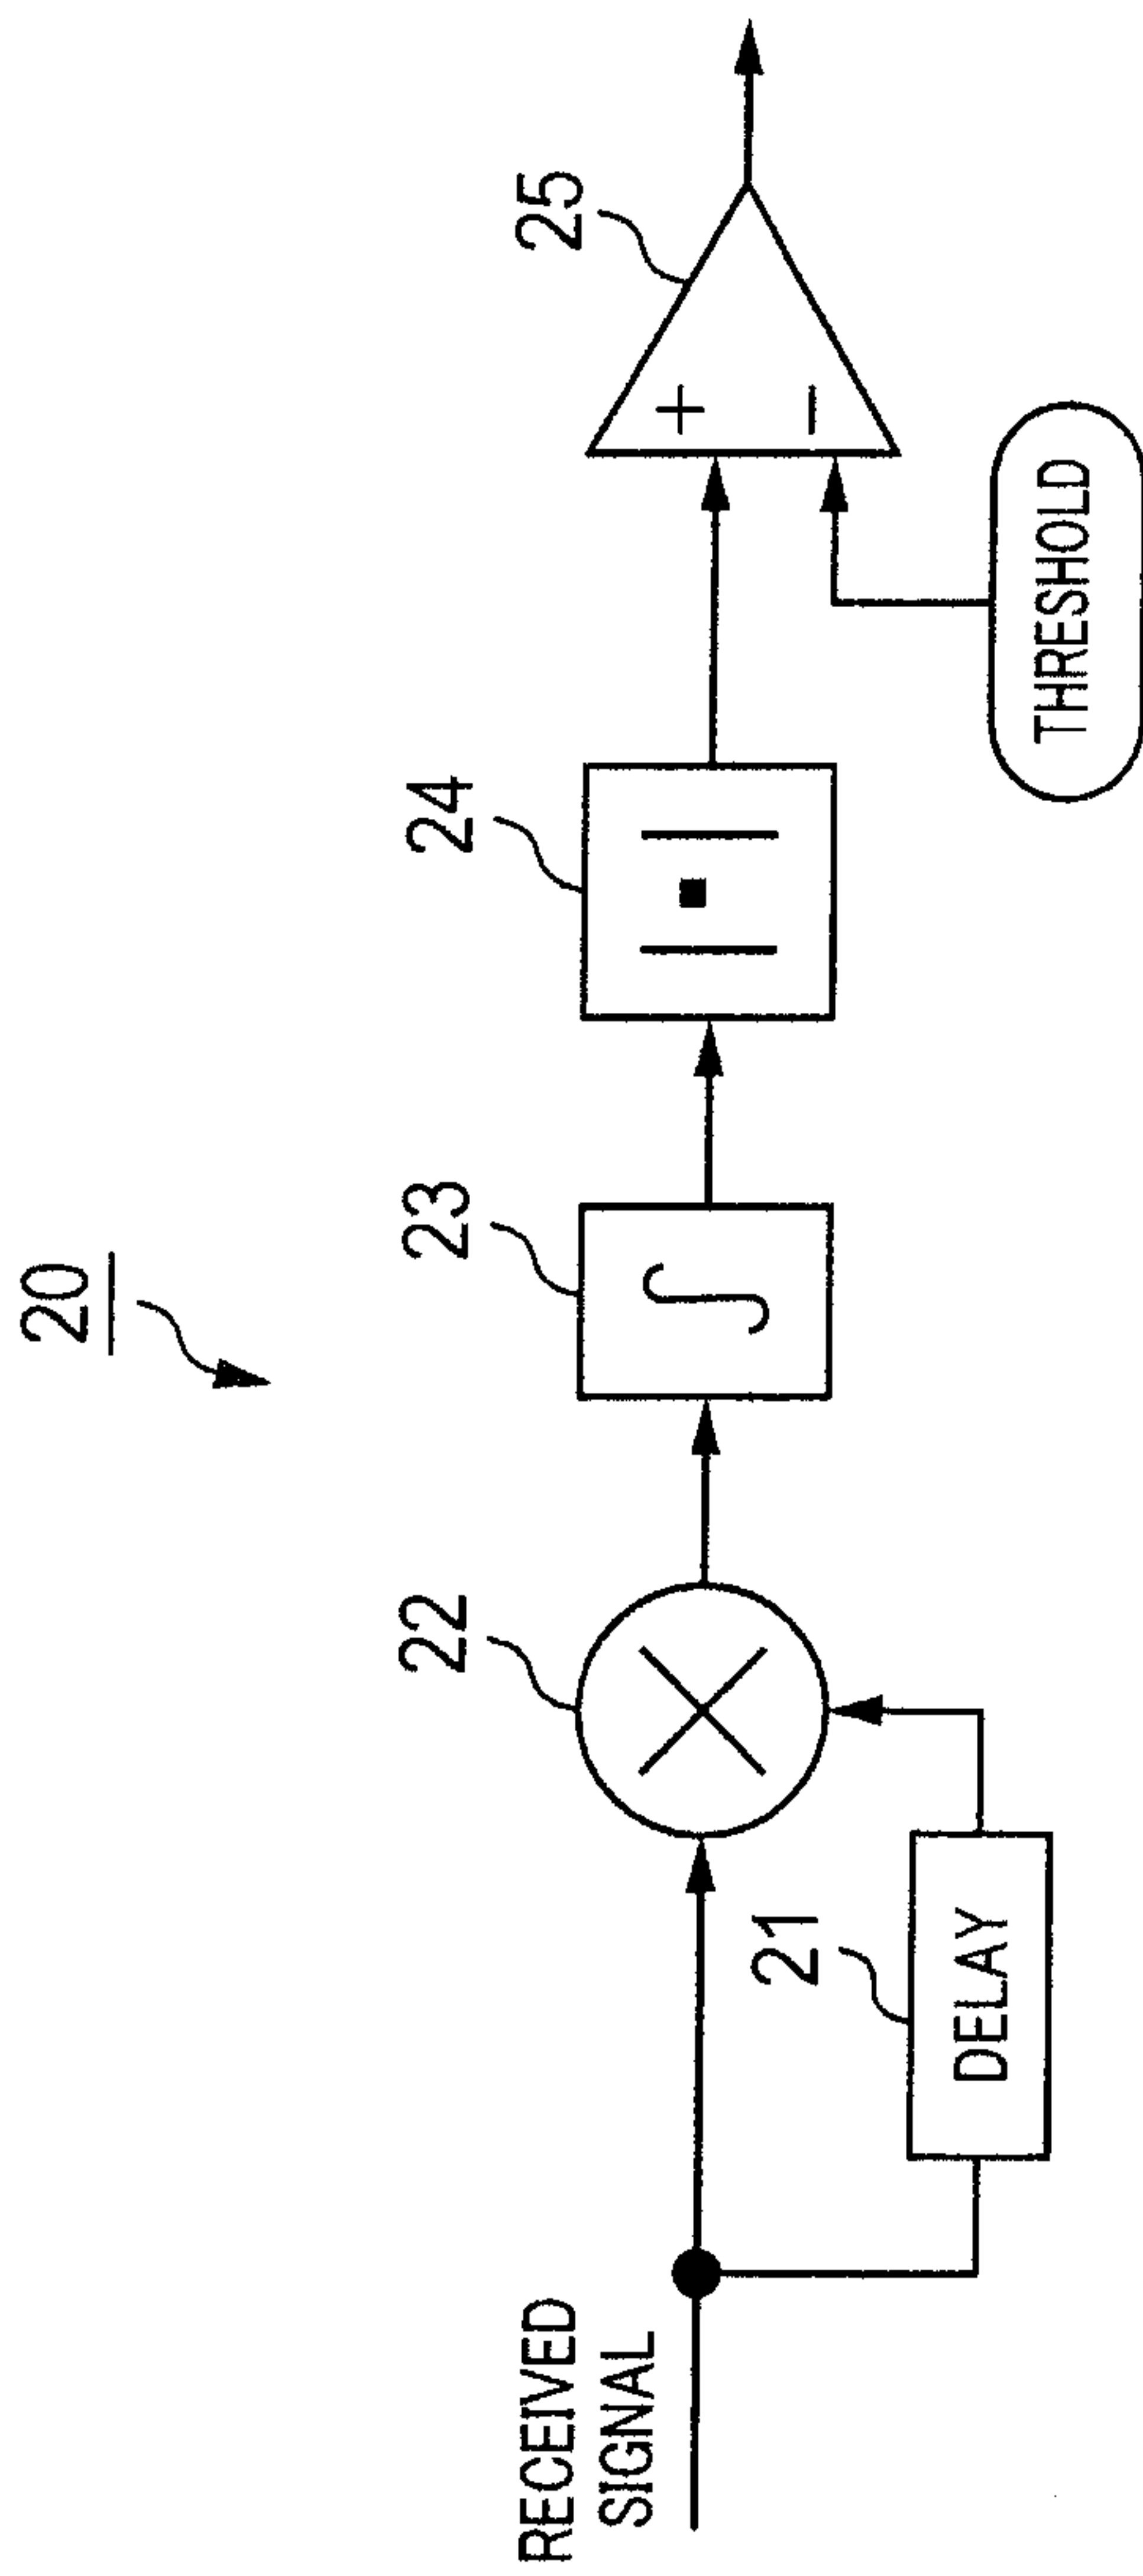 20
RECEIVED
SIGNAL
21
DELAY
22
23
∫
24
|▪|
25
+
−
THRESHOLD